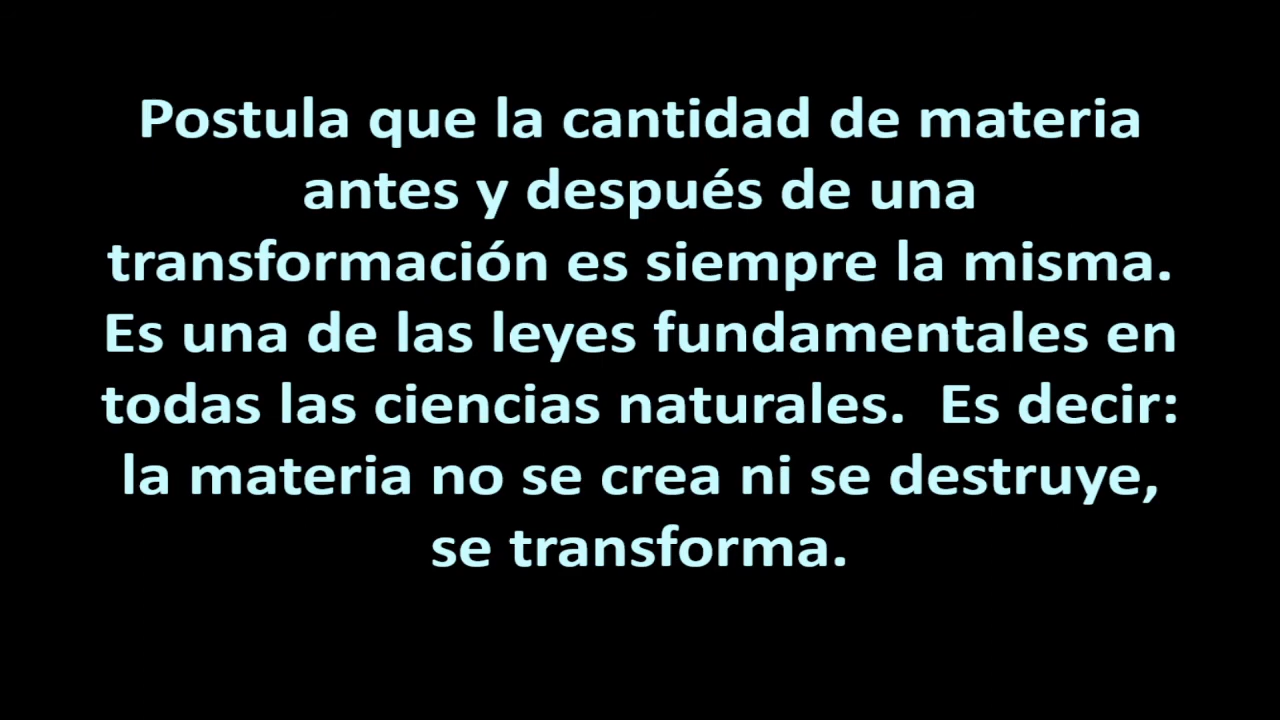 Postula que la cantidad de materia
antes y después de una
transformación es siempre la misma.
Es una de las leyes fundamentales en
todas las ciencias naturales.  Es decir:
la materia no se crea ni se destruye,
se transforma.